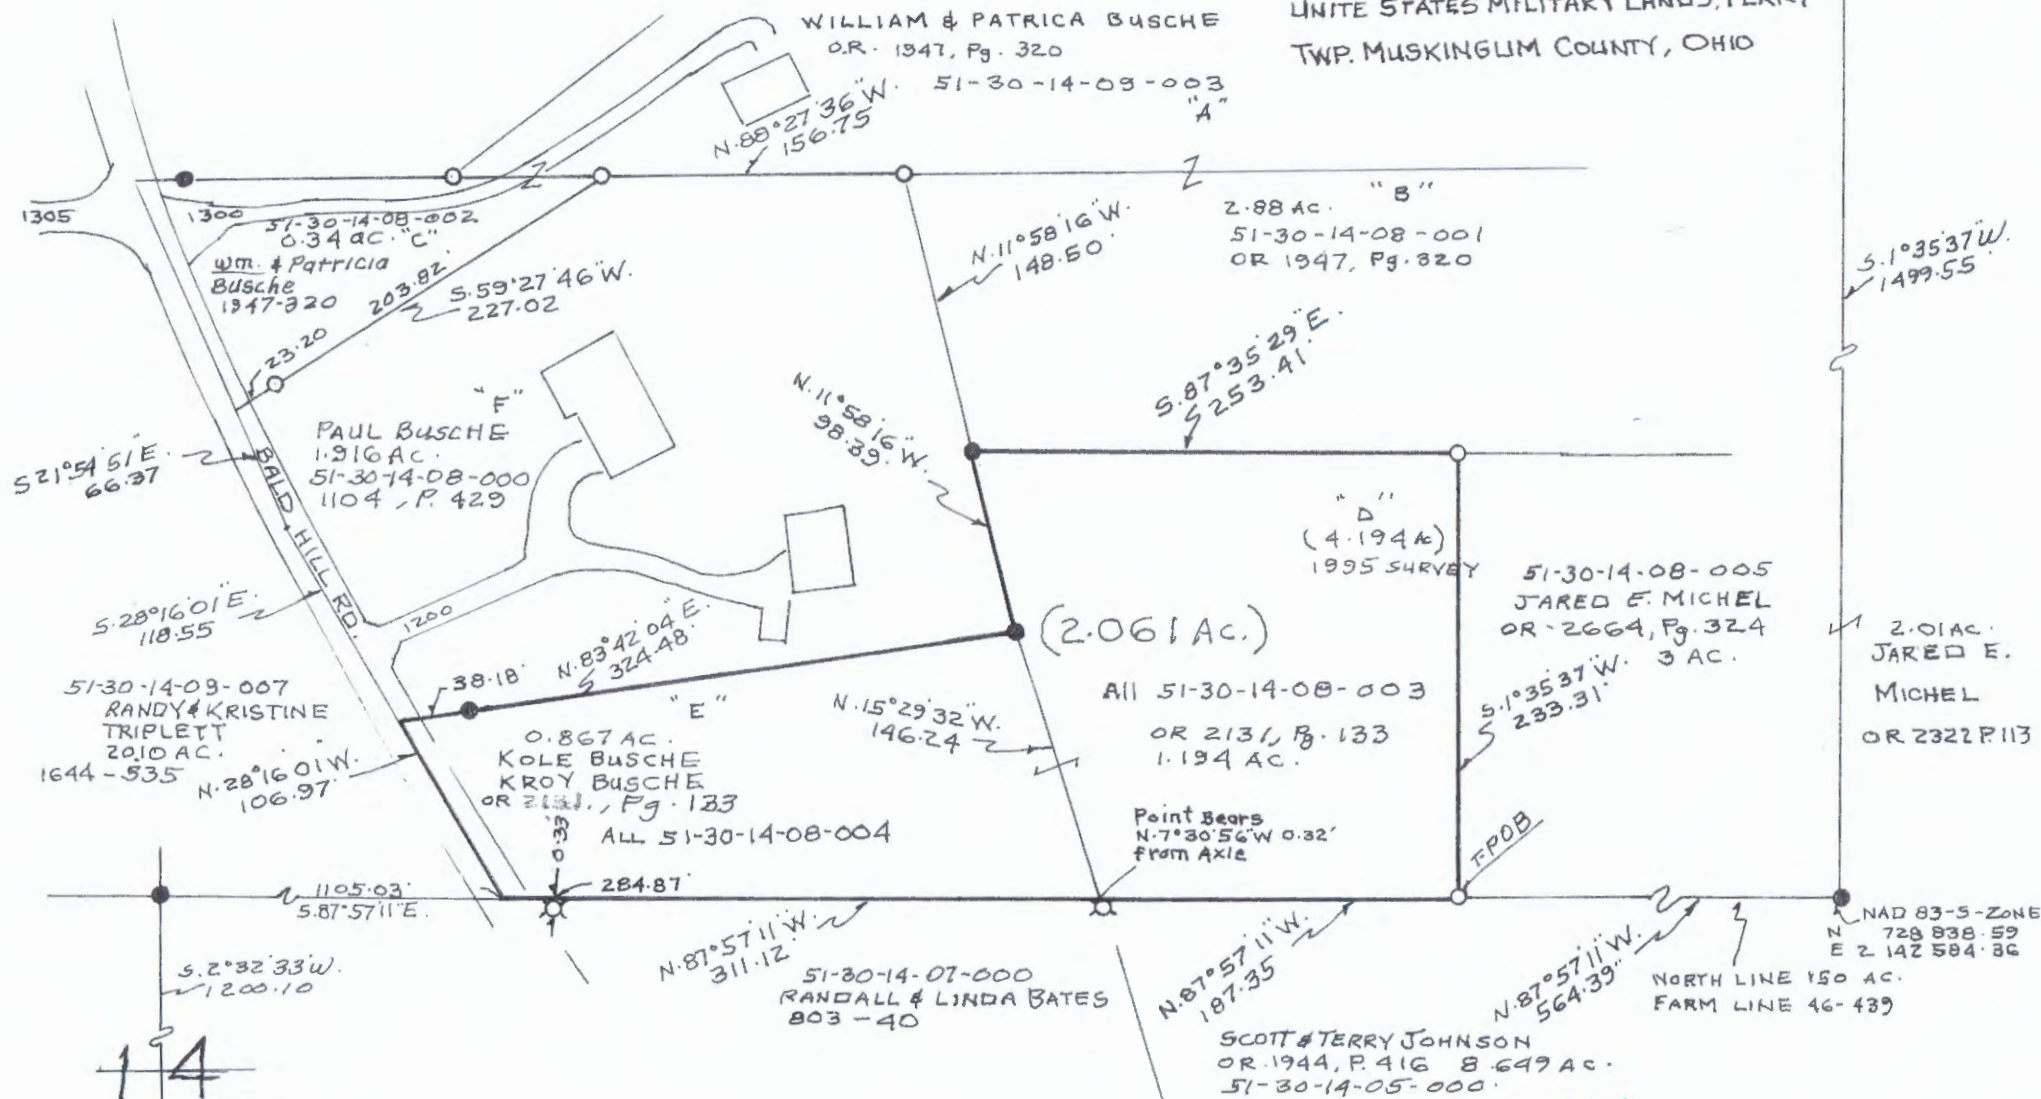 WILLIAM & PATRICA BUSCHE
O.R. 1947, Pg. 320
51-30-14-09-003
"A"
UNITE STATES MILITARY LANDS, PERRY
TWP. MUSKINGUM COUNTY, OHIO
N.88°27'36"W.
156.75'
1305
1300
51-30-14-08-002
0.34 ac. "C"
Wm. & Patricia
Busche
1947-320
203.82'
S.59°27'46"W.
227.02
23.20
N.11°58'16"W.
148.50'
"B"
2.88 AC.
51-30-14-08-001
OR 1947, Pg. 320
S.1°35'37"W.
1499.55'
S.87°35'29"E.
253.41'
N.11°58'16"W.
98.39'
"F"
PAUL BUSCHE
1.916 AC.
51-30-14-08-000
1104, P. 429
S21°54'51"E.
66.37
BALD HILL RD.
S.28°16'01"E.
118.55
1200
"D"
(4.194 Ac)
1995 SURVEY
51-30-14-08-005
JARED E. MICHEL
OR-2664, Pg. 324
3 AC.
2.01 AC.
JARED E.
MICHEL
OR 2322 P.113
(2.061 AC.)
N.83°42'04"E.
324.48'
38.18'
51-30-14-09-007
RANDY & KRISTINE
TRIPLETT
20.10 AC.
1644-535
N.28°16'01"W.
106.97'
"E"
0.867 AC.
KOLE BUSCHE
KROY BUSCHE
OR 2131, Pg. 133
ALL 51-30-14-08-004
N.15°29'32"W.
146.24
All 51-30-14-08-003
OR 2131, Pg. 133
1.194 AC.
S.1°35'37"W.
233.31'
Point Bears
N.7°30'56"W 0.32'
from Axle
T-POB
0.33'
284.87'
1105.03'
S.87°57'11"E.
S.2°32'33"W.
1200.10
14
N.87°57'11"W.
311.12'
51-30-14-07-000
RANDALL & LINDA BATES
803-40
N.87°57'11"W.
187.35
N.87°57'11"W.
564.39'
NORTH LINE 150 AC.
FARM LINE 46-439
NAD 83-S-ZONE
N 728 838.59
E 2 142 584.36
SCOTT & TERRY JOHNSON
OR.1944, P. 416 8.649 AC.
51-30-14-05-000